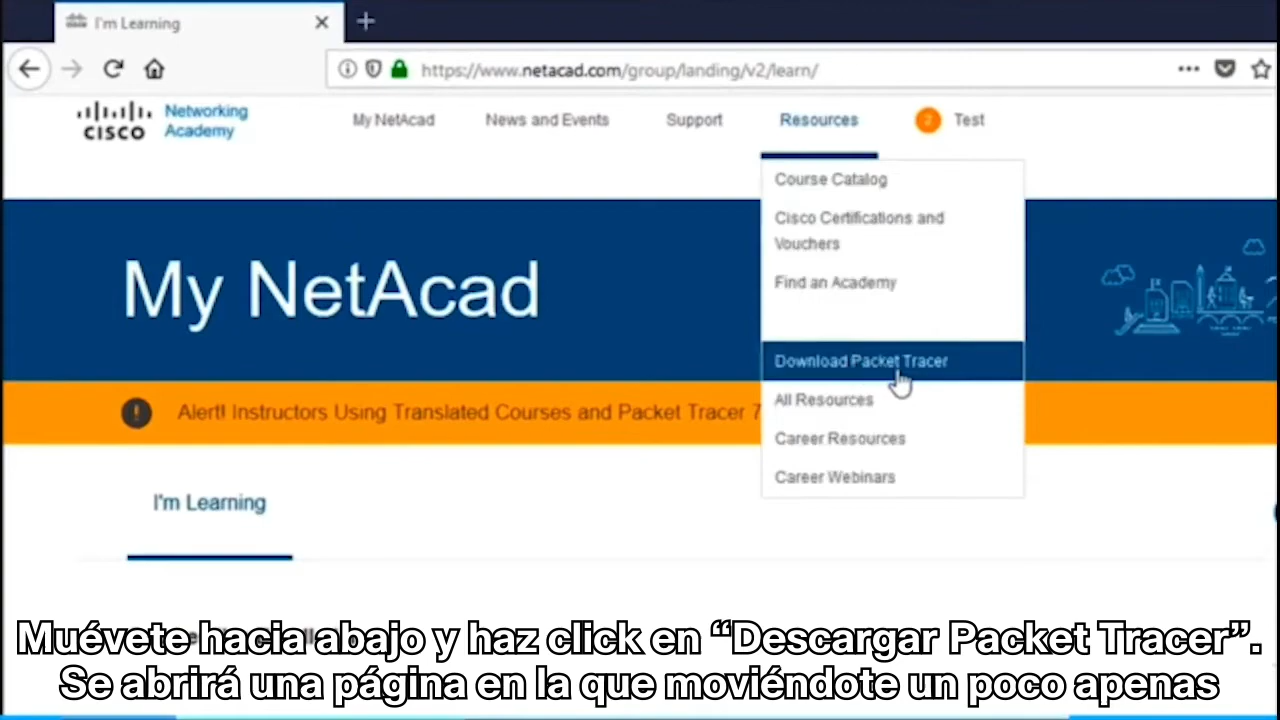 I'm Learning
https://www.netacad.com/group/landing/v2/learn/
CISCO
Networking
Academy
My NetAcad
News and Events
Support
Resources
2
Test
Course Catalog
Cisco Certifications and
Vouchers
Find an Academy
My NetAcad
Download Packet Tracer
Alert! Instructors Using Translated Courses and Packet Tracer 7
All Resources
Career Resources
Career Webinars
I'm Learning
Muévete hacia abajo y haz click en “Descargar Packet Tracer”.
Se abrirá una página en la que moviéndote un poco apenas